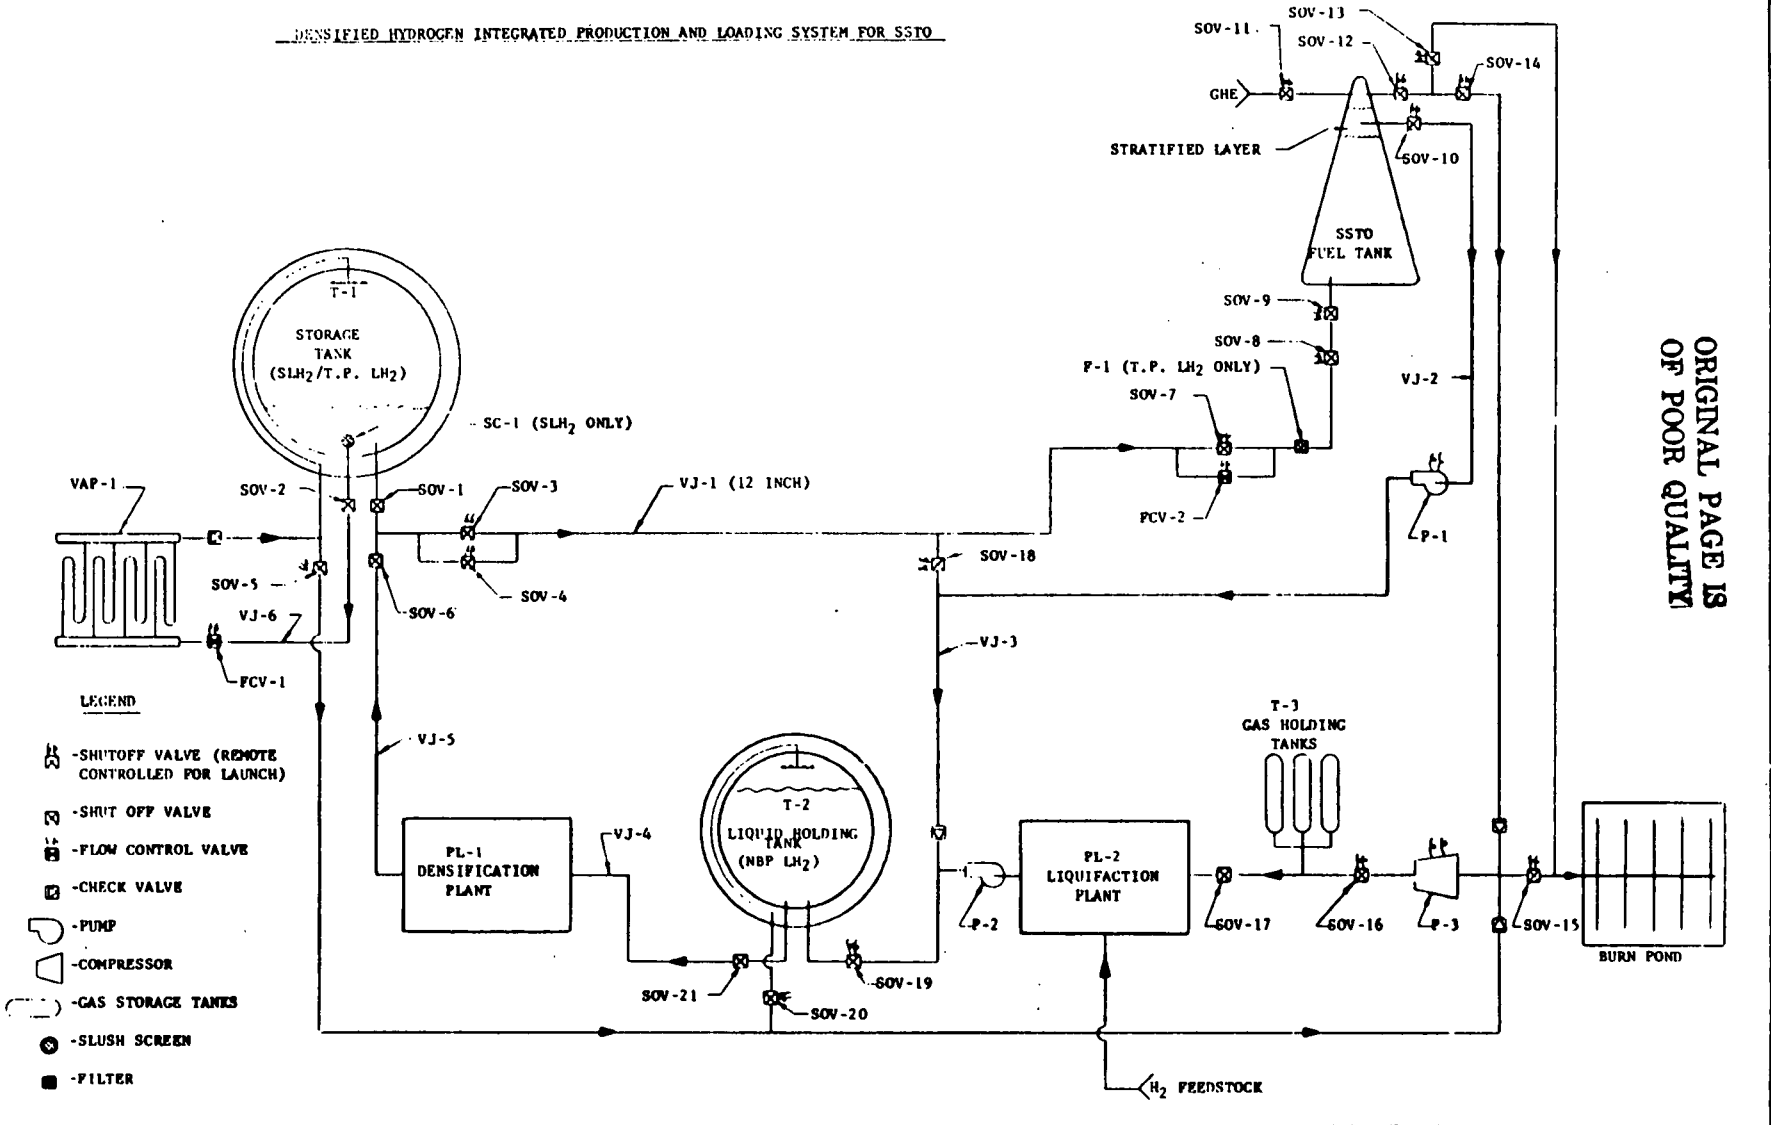 DENSIFIED HYDROGEN INTEGRATED PRODUCTION AND LOADING SYSTEM FOR SSTO
SOV-13
SOV-11
SOV-12
SOV-14
GHE
STRATIFIED LAYER
SOV-10
SSTO
FUEL TANK
SOV-9
SOV-8
F-1 (T.P. LH2 ONLY)
SOV-7
VJ-2
FCV-2
P-1
ORIGINAL PAGE IS
OF POOR QUALITY
T-1
STORAGE
TANK
(SLH2/T.P. LH2)
SC-1 (SLH2 ONLY)
VAP-1
SOV-2
SOV-1
SOV-3
VJ-1 (12 INCH)
SOV-18
SOV-5
SOV-4
SOV-6
VJ-6
VJ-3
FCV-1
LEGEND
-SHUTOFF VALVE (REMOTE
CONTROLLED FOR LAUNCH)
-SHUT OFF VALVE
-FLOW CONTROL VALVE
-CHECK VALVE
-PUMP
-COMPRESSOR
-GAS STORAGE TANKS
-SLUSH SCREEN
-FILTER
VJ-5
T-3
GAS HOLDING
TANKS
T-2
LIQUID HOLDING
TANK
(NBP LH2)
VJ-4
PL-1
DENSIFICATION
PLANT
PL-2
LIQUIFACTION
PLANT
P-2
SOV-17
SOV-16
P-3
SOV-15
BURN POND
SOV-21
SOV-19
SOV-20
H2 FEEDSTOCK